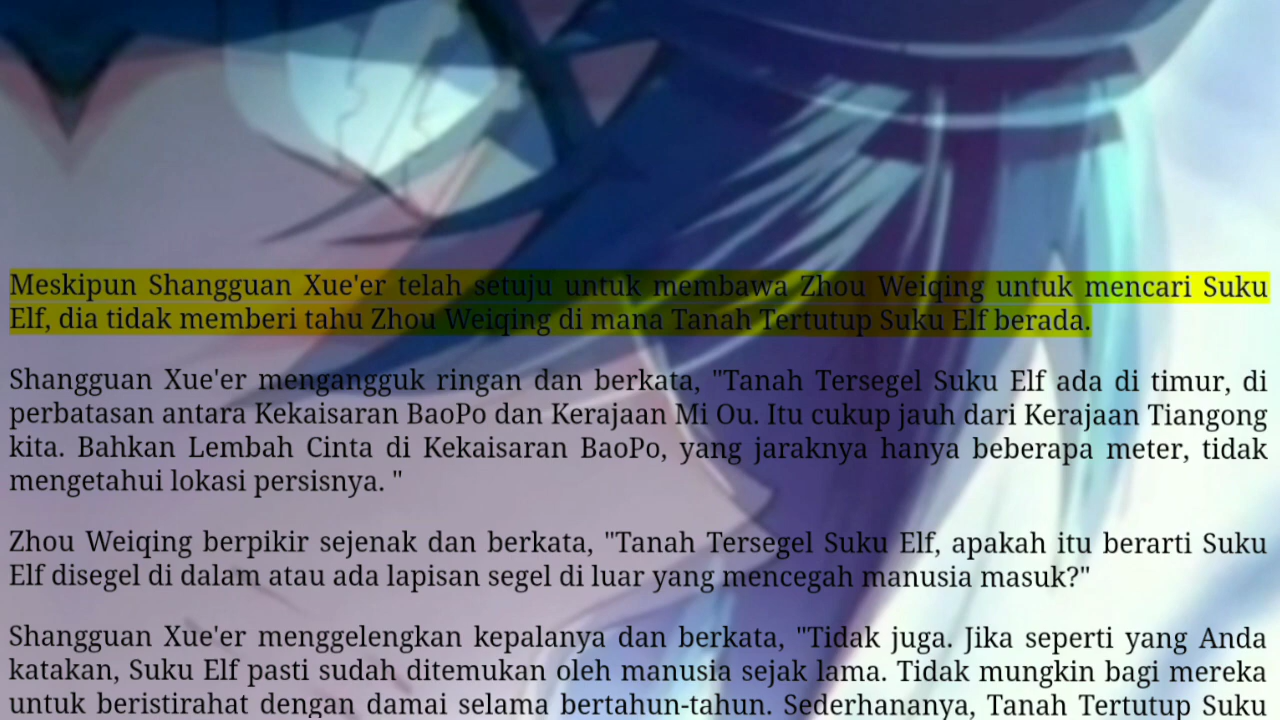 Meskipun Shangguan Xue'er telah setuju untuk membawa Zhou Weiqing untuk mencari Suku
Elf, dia tidak memberi tahu Zhou Weiqing di mana Tanah Tertutup Suku Elf berada.
Shangguan Xue'er mengangguk ringan dan berkata, "Tanah Tersegel Suku Elf ada di timur, di
perbatasan antara Kekaisaran BaoPo dan Kerajaan Mi Ou. Itu cukup jauh dari Kerajaan Tiangong
kita. Bahkan Lembah Cinta di Kekaisaran BaoPo, yang jaraknya hanya beberapa meter, tidak
mengetahui lokasi persisnya. "
Zhou Weiqing berpikir sejenak dan berkata, "Tanah Tersegel Suku Elf, apakah itu berarti Suku
Elf disegel di dalam atau ada lapisan segel di luar yang mencegah manusia masuk?"
Shangguan Xue'er menggelengkan kepalanya dan berkata, "Tidak juga. Jika seperti yang Anda
katakan, Suku Elf pasti sudah ditemukan oleh manusia sejak lama. Tidak mungkin bagi mereka
untuk beristirahat dengan damai selama bertahun-tahun. Sederhananya, Tanah Tertutup Suku